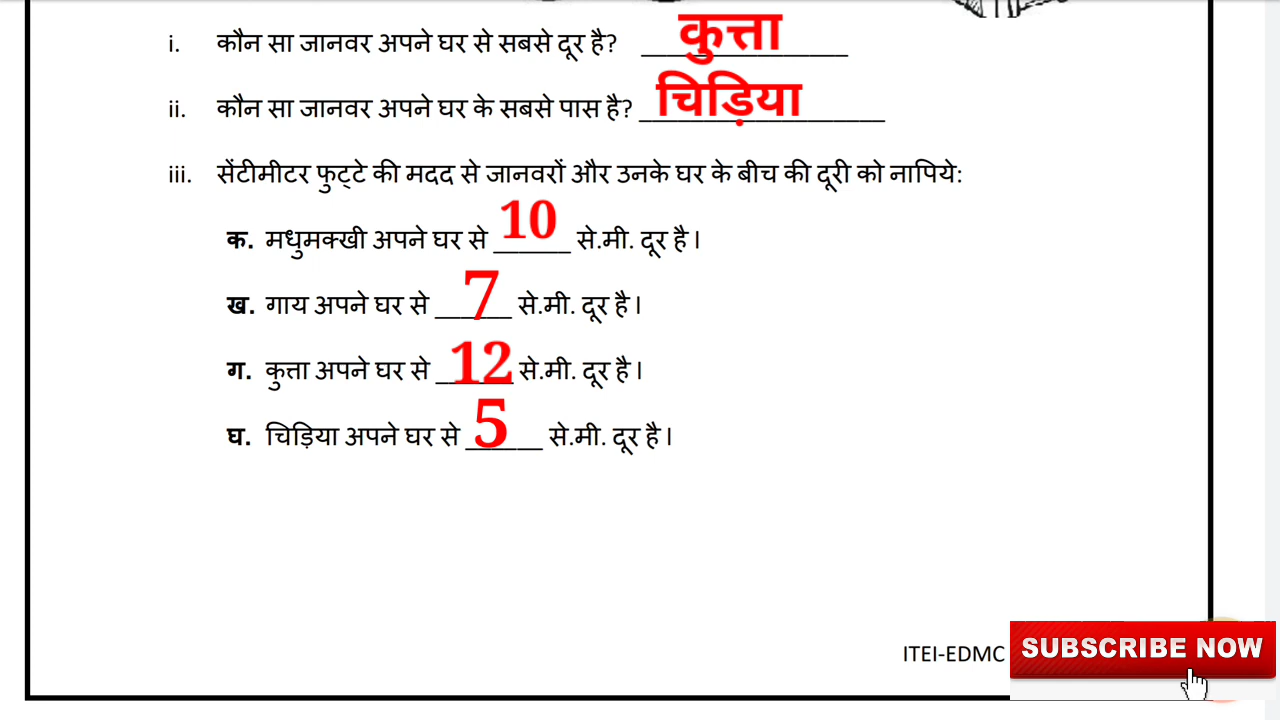 i. कौन सा जानवर अपने घर से सबसे दूर है? कुत्ता
ii. कौन सा जानवर अपने घर के सबसे पास है? चिड़िया
iii. सेंटीमीटर फुट्टे की मदद से जानवरों और उनके घर के बीच की दूरी को नापिये:
क. मधुमक्खी अपने घर से 10 से.मी. दूर है।
ख. गाय अपने घर से 7 से.मी. दूर है।
ग. कुत्ता अपने घर से 12 से.मी. दूर है।
घ. चिड़िया अपने घर से 5 से.मी. दूर है।
ITEI-EDMC
SUBSCRIBE NOW